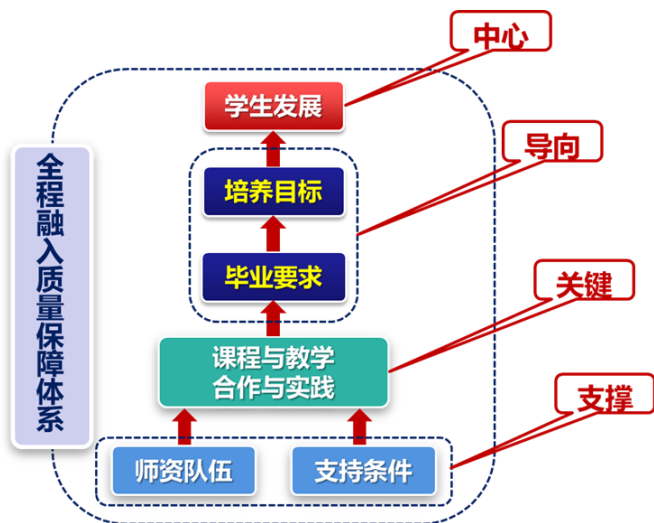 中心
学生发展
导向
全程融入质量保障体系
培养目标
毕业要求
关键
课程与教学
合作与实践
支撑
师资队伍
支持条件